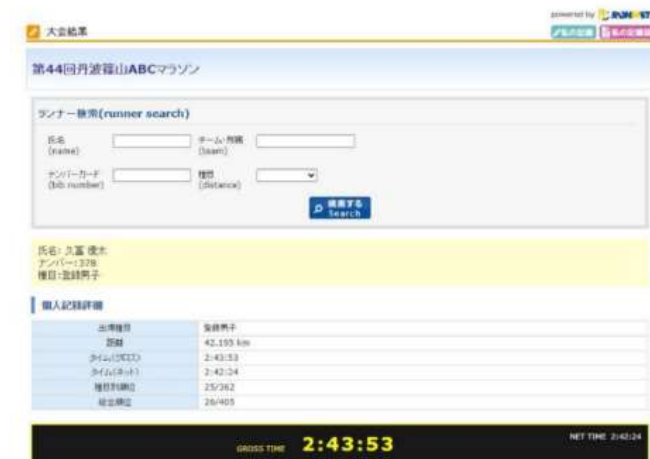 powered by RUNNET
大会結果
私の記録
第44回丹波篠山ABCマラソン
ランナー検索(runner search)
氏名
(name)
チーム・所属
(team)
ナンバーカード
(bib number)
種目
(distance)
検索する
Search
氏名: 久冨 優太
ナンバー:378
種目:登録男子
個人記録詳細
出場種目 登録男子
距離 42.195 km
タイム(グロス) 2:43:53
タイム(ネット) 2:42:24
種目別順位 25/362
総合順位 26/405
GROSS TIME 2:43:53
NET TIME 2:42:24